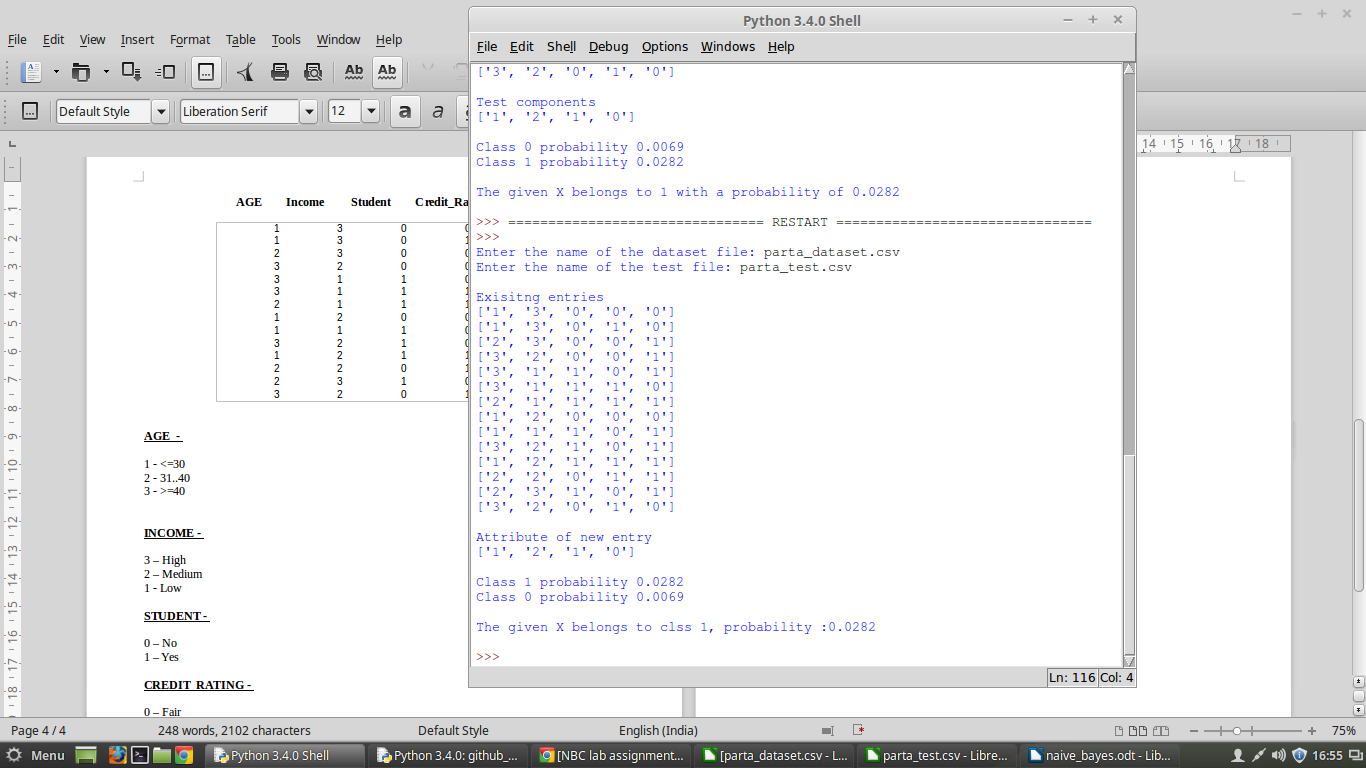 Python 3.4.0 Shell
File Edit View Insert Format Table Tools Window Help
File Edit Shell Debug Options Windows Help
Default Style
Liberation Serif
12
a a
14 15 16 17 18
AGE Income Student Credit_Ra
1 3 0 0
1 3 0 1
2 3 0 0
3 2 0 0
3 1 1 0
3 1 1 1
2 1 1 1
1 2 0 0
1 1 1 0
3 2 1 0
1 2 1 1
2 2 0 1
2 3 1 0
3 2 0 1
AGE -
1 - <=30
2 - 31..40
3 - >=40
INCOME -
3 – High
2 – Medium
1 - Low
STUDENT -
0 – No
1 – Yes
CREDIT RATING -
0 – Fair
['3', '2', '0', '1', '0']
Test components
['1', '2', '1', '0']
Class 0 probability 0.0069
Class 1 probability 0.0282
The given X belongs to 1 with a probability of 0.0282
>>> ================================ RESTART ================================
>>>
Enter the name of the dataset file: parta_dataset.csv
Enter the name of the test file: parta_test.csv
Exisitng entries
['1', '3', '0', '0', '0']
['1', '3', '0', '1', '0']
['2', '3', '0', '0', '1']
['3', '2', '0', '0', '1']
['3', '1', '1', '0', '1']
['3', '1', '1', '1', '0']
['2', '1', '1', '1', '1']
['1', '2', '0', '0', '0']
['1', '1', '1', '0', '1']
['3', '2', '1', '0', '1']
['1', '2', '1', '1', '1']
['2', '2', '0', '1', '1']
['2', '3', '1', '0', '1']
['3', '2', '0', '1', '0']
Attribute of new entry
['1', '2', '1', '0']
Class 1 probability 0.0282
Class 0 probability 0.0069
The given X belongs to clss 1, probability :0.0282
>>>
Ln: 116 Col: 4
Page 4 / 4 248 words, 2102 characters Default Style English (India) 75%
Menu Python 3.4.0 Shell Python 3.4.0: github_... [NBC lab assignment... [parta_dataset.csv - L... parta_test.csv - Libre... naive_bayes.odt - Lib... 16:55